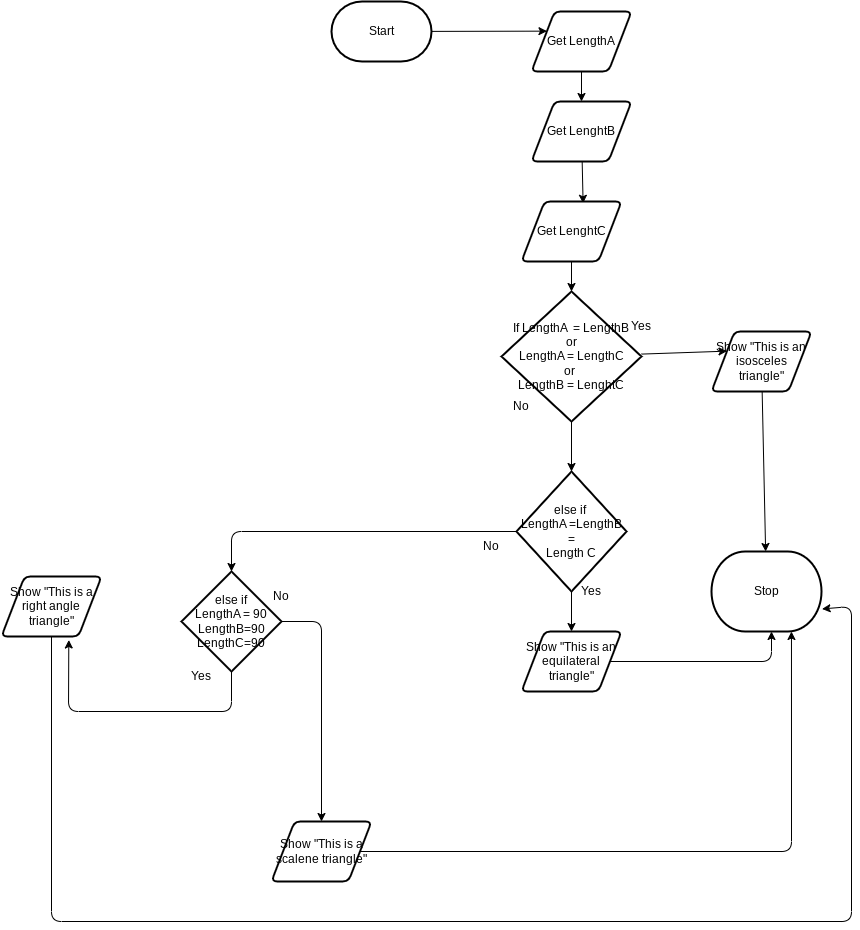 Start
Get LengthA
Get LenghtB
Get LenghtC
If LengthA = LengthB
or
LengthA = LengthC
or
LengthB = LenghtC
Yes
No
Show "This is an
isosceles
triangle"
else if
LengthA =LengthB
=
Length C
No
Yes
Stop
Show "This is a
right angle
triangle"
else if
LengthA = 90
LengthB=90
LengthC=90
No
Yes
Show "This is an
equilateral
triangle"
Show "This is a
scalene triangle"